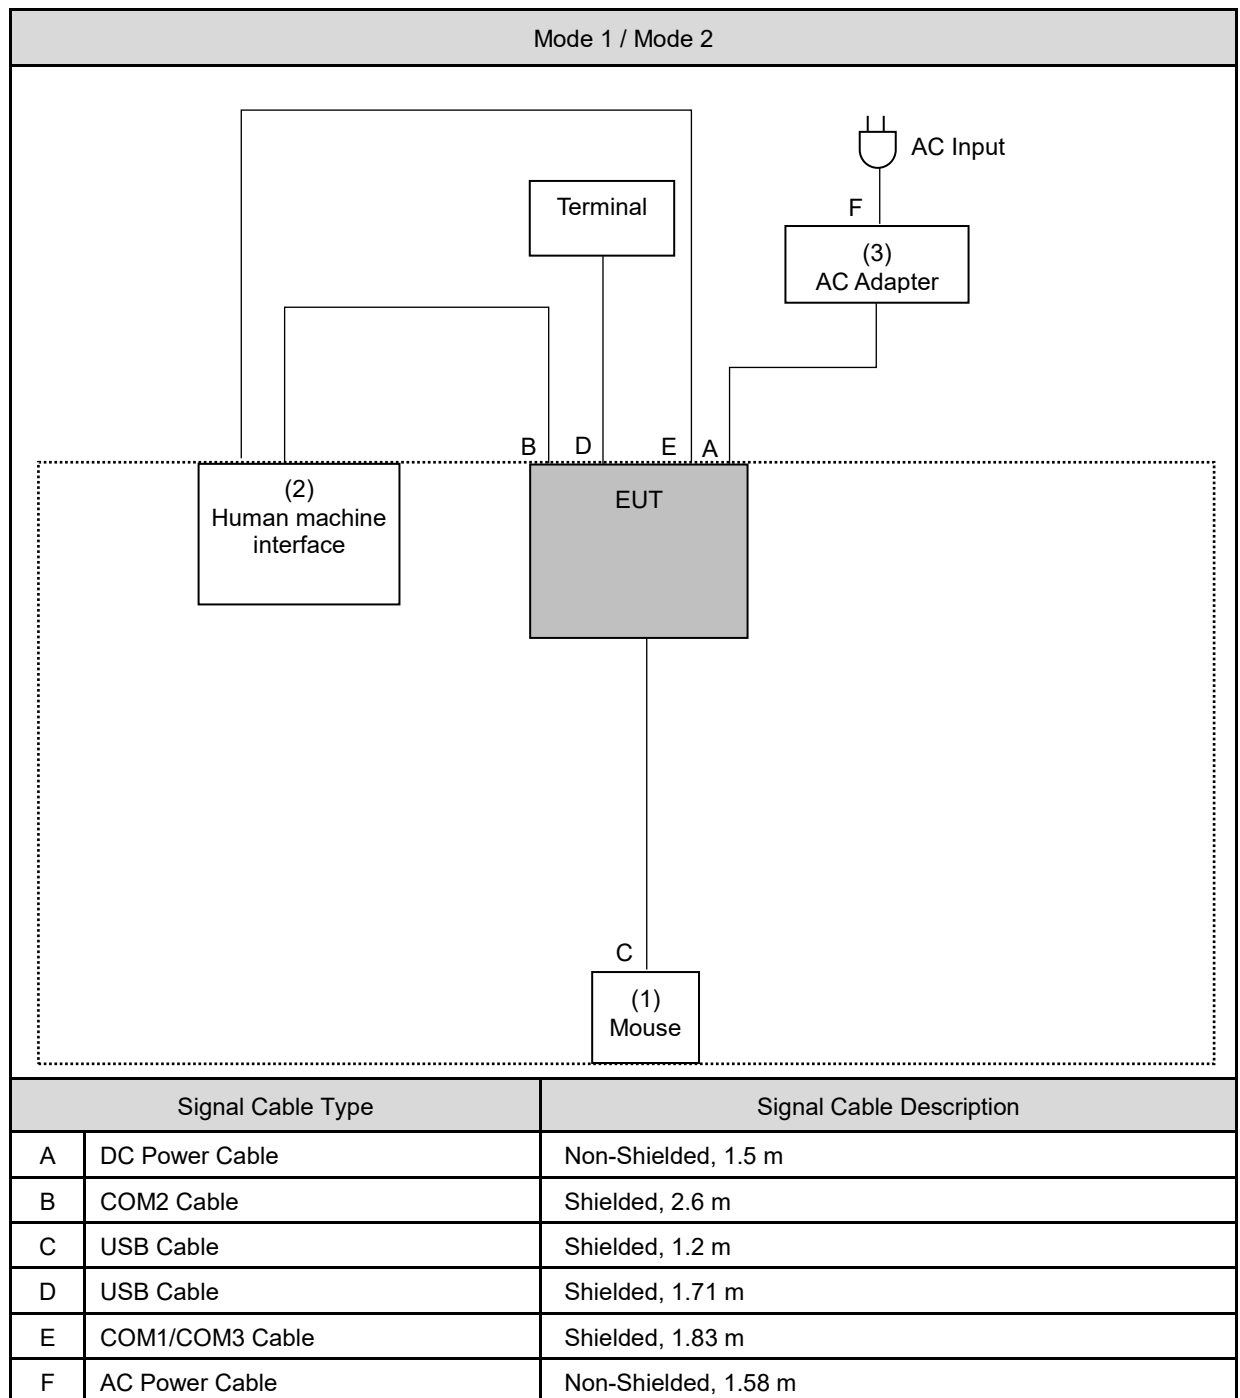 Mode 1 / Mode 2
AC Input
Terminal
F
(3)
AC Adapter
B
D
E
A
(2)
Human machine
interface
EUT
C
(1)
Mouse
Signal Cable Type
Signal Cable Description
A DC Power Cable Non-Shielded, 1.5 m
B COM2 Cable Shielded, 2.6 m
C USB Cable Shielded, 1.2 m
D USB Cable Shielded, 1.71 m
E COM1/COM3 Cable Shielded, 1.83 m
F AC Power Cable Non-Shielded, 1.58 m